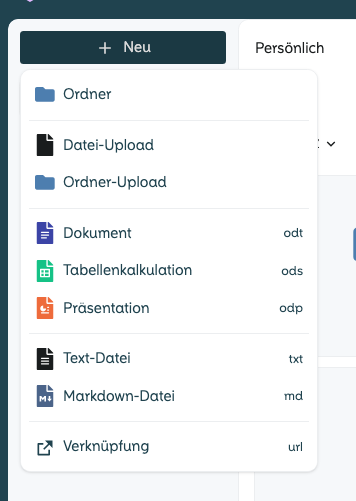 Neu
Persönlich
Ordner
Datei-Upload
Ordner-Upload
Dokument odt
Tabellenkalkulation ods
Präsentation odp
Text-Datei txt
Markdown-Datei md
Verknüpfung url